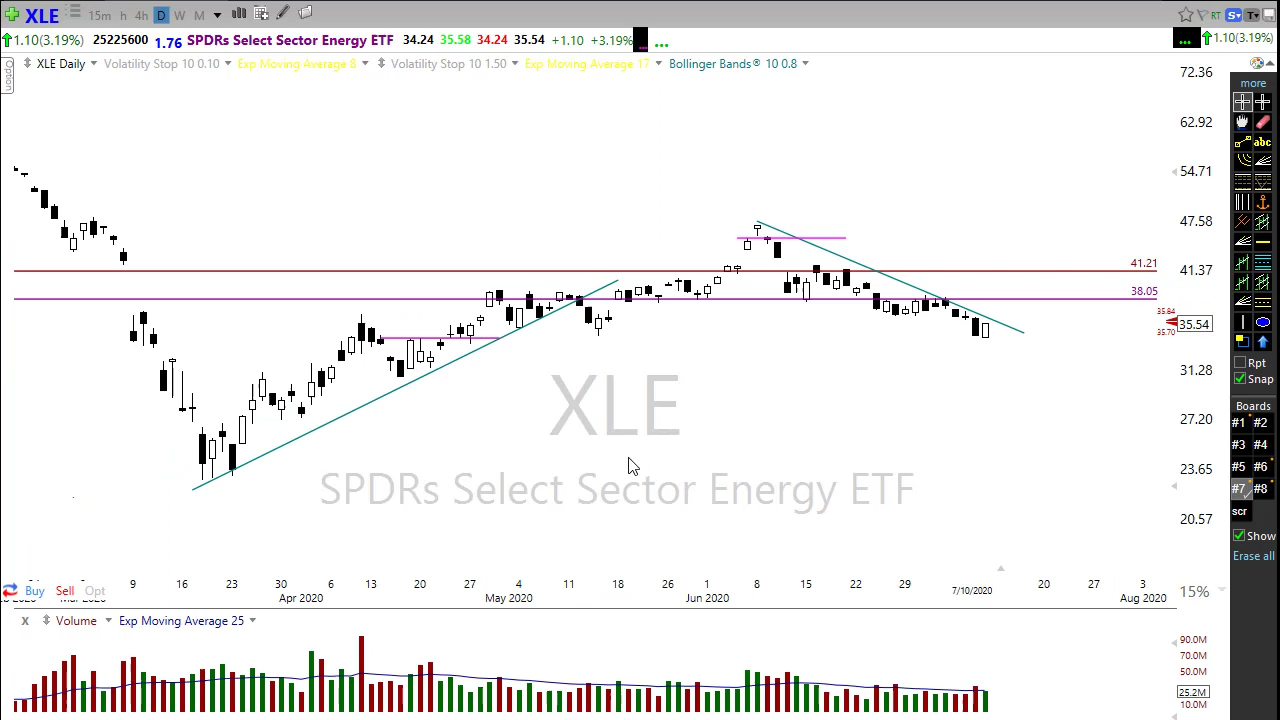 XLE 15m h 4h D W M RT S T
1.10(3.19%) 25225600 1.76 SPDRs Select Sector Energy ETF 34.24 35.58 34.24 35.54 +1.10 +3.19% ... ... 1.10(3.19%)
Option
XLE Daily Volatility Stop 10 0.10 Exp Moving Average 8 Volatility Stop 10 1.50 Exp Moving Average 17 Bollinger Bands® 10 0.8
72.36
more
62.92
abc
54.71
47.58
41.21
41.37
38.05
35.84
35.54
35.70
Rpt
31.28
Snap
XLE
Boards
27.20
#1 #2
#3 #4
23.65
#5 #6
SPDRs Select Sector Energy ETF
#7 #8
20.57
scr
Show
Erase all
9 16 23 30 6 13 20 27 4 11 18 26 1 8 15 22 29 7/10/2020 20 27 3
Buy Sell Opt 15%
Apr 2020 May 2020 Jun 2020 Aug 2020
x Volume Exp Moving Average 25
90.0M
70.0M
50.0M
25.2M
10.0M